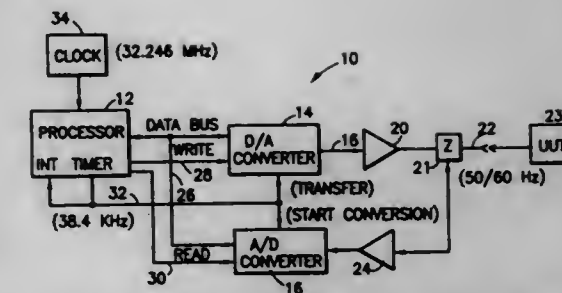 34
CLOCK
(32.246 MHz)
10
12
14
23
PROCESSOR
DATA BUS
D/A
CONVERTER
16
20
22
Z
UUT
21
INT TIMER
WRITE
28
(50/60 Hz)
32
26
(TRANSFER)
(38.4 KHz)
(START CONVERSION)
READ
A/D
CONVERTER
24
30
16